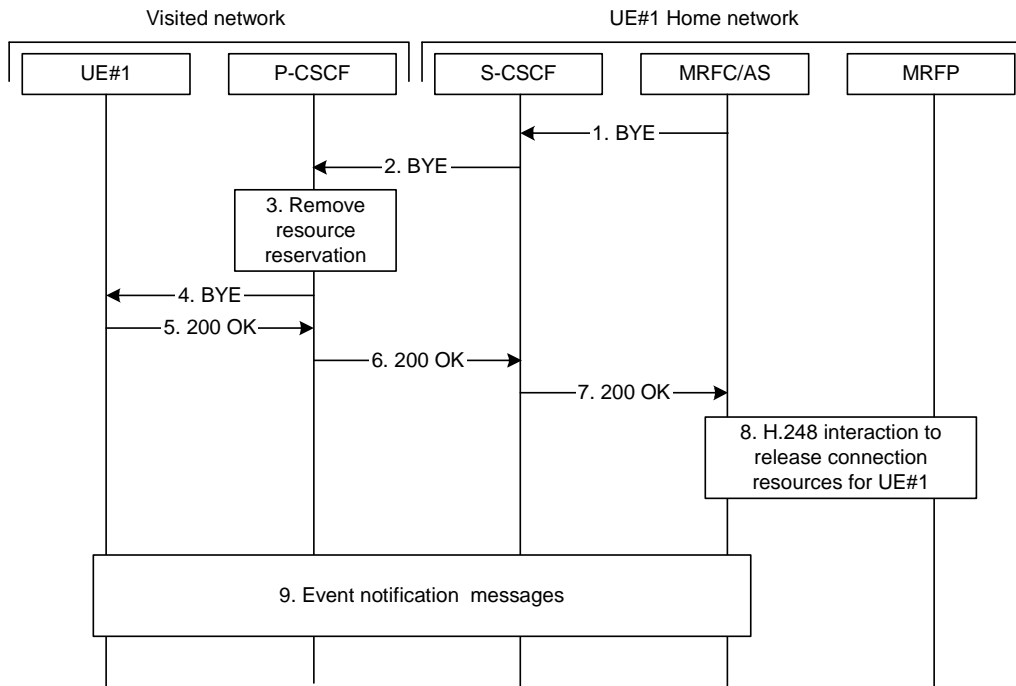 Visited network
UE#1 Home network
UE#1
P-CSCF
S-CSCF
MRFC/AS
MRFP
1. BYE
2. BYE
3. Remove
resource
reservation
4. BYE
5. 200 OK
6. 200 OK
7. 200 OK
8. H.248 interaction to
release connection
resources for UE#1
9. Event notification messages